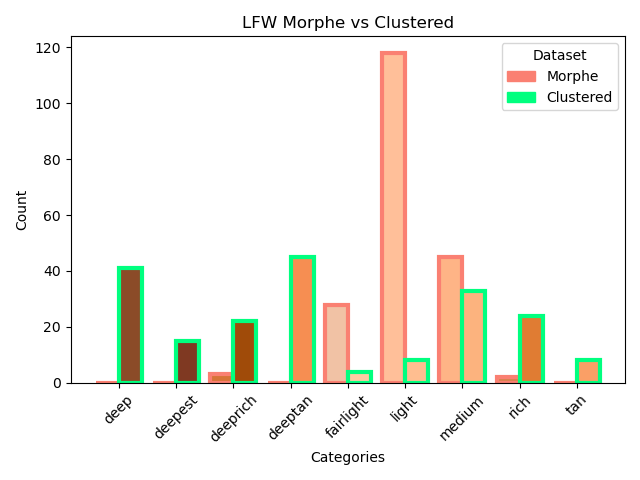 LFW Morphe vs Clustered
Dataset
Morphe
Clustered
Count
120
100
80
60
40
20
0
deep
deepest
deeprich
deeptan
fairlight
light
medium
rich
tan
Categories